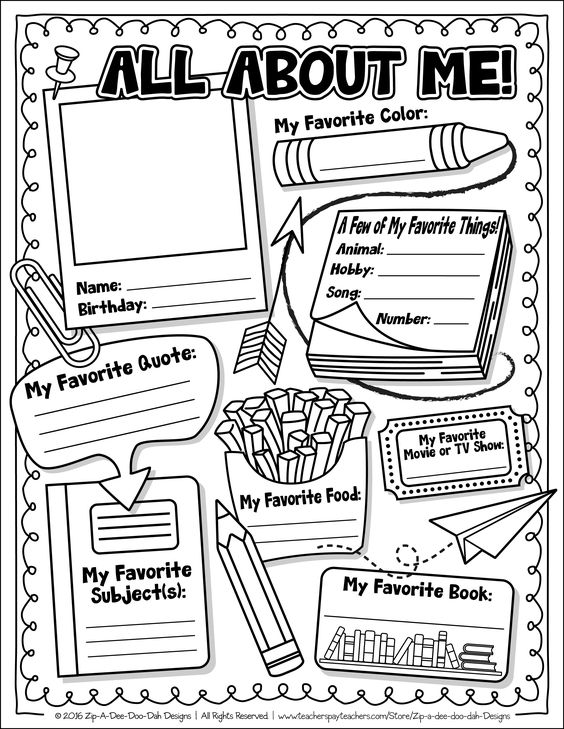 ALL ABOUT ME!
My Favorite Color:
Name:
Birthday:
A Few of My Favorite Things!
Animal:
Hobby:
Song:
Number:
My Favorite Quote:
My Favorite
Movie or TV Show:
My Favorite Food:
My Favorite
Subject(s):
My Favorite Book:
© 2016 Zip-A-Dee-Doo-Dah Designs | All Rights Reserved | www.teacherspayteachers.com/Store/Zip-a-dee-doo-dah-Designs